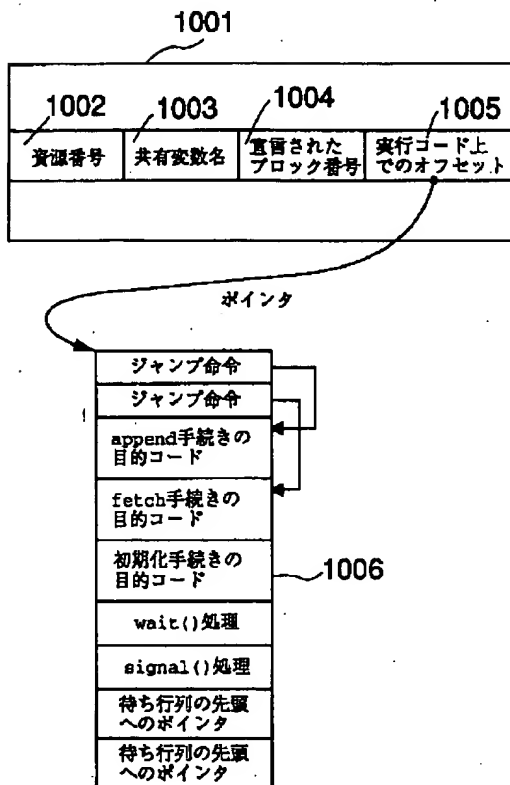 1001
1002
1003
1004
1005
資源番号
共有変数名
宣言された
ブロック番号
実行コード上
でのオフセット
ポインタ
ジャンプ命令
ジャンプ命令
append手続きの
目的コード
fetch手続きの
目的コード
初期化手続きの
目的コード
1006
wait()処理
signal()処理
待ち行列の先頭
へのポインタ
待ち行列の先頭
へのポインタ